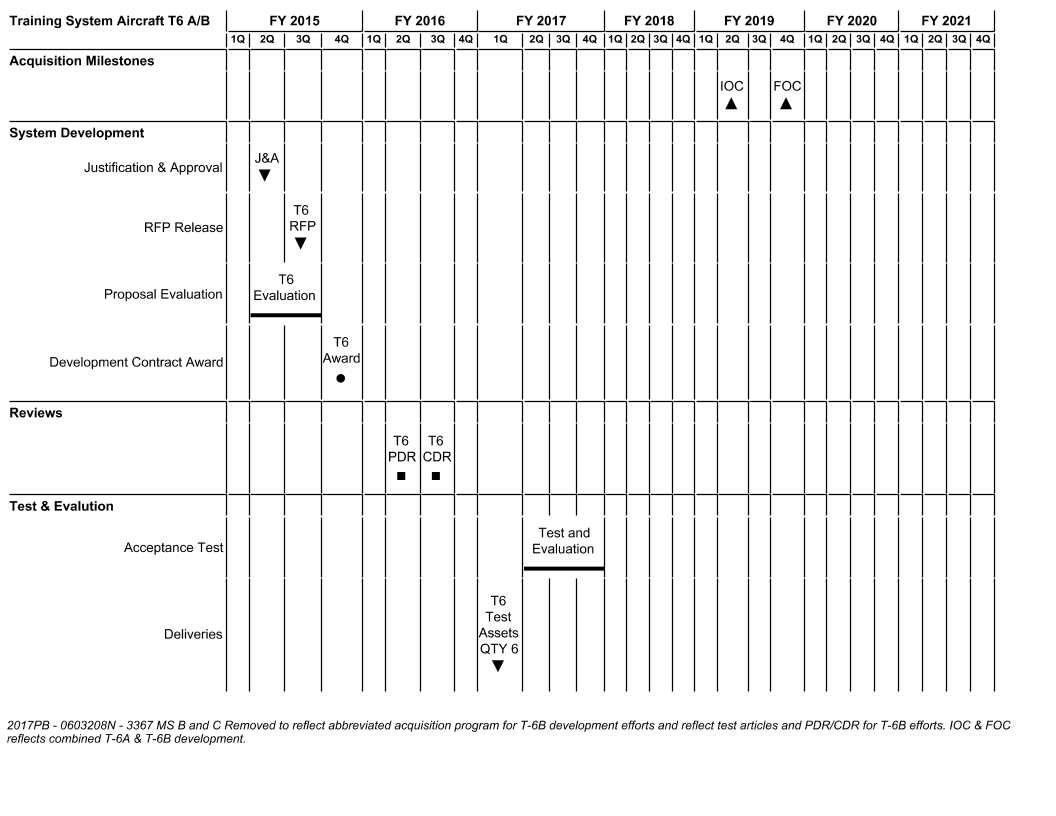 Training System Aircraft T6 A/B FY 2015 FY 2016 FY 2017 FY 2018 FY 2019 FY 2020 FY 2021
1Q 2Q 3Q 4Q 1Q 2Q 3Q 4Q 1Q 2Q 3Q 4Q 1Q 2Q 3Q 4Q 1Q 2Q 3Q 4Q 1Q 2Q 3Q 4Q 1Q 2Q 3Q 4Q
Acquisition Milestones
IOC FOC
System Development
J&A
Justification & Approval
T6
RFP
RFP Release
T6
Evaluation
Proposal Evaluation
T6
Award
Development Contract Award
Reviews
T6 T6
PDR CDR
Test & Evalution
Test and
Evaluation
Acceptance Test
T6
Test
Assets
QTY 6
Deliveries
2017PB - 0603208N - 3367 MS B and C Removed to reflect abbreviated acquisition program for T-6B development efforts and reflect test articles and PDR/CDR for T-6B efforts. IOC & FOC
reflects combined T-6A & T-6B development.